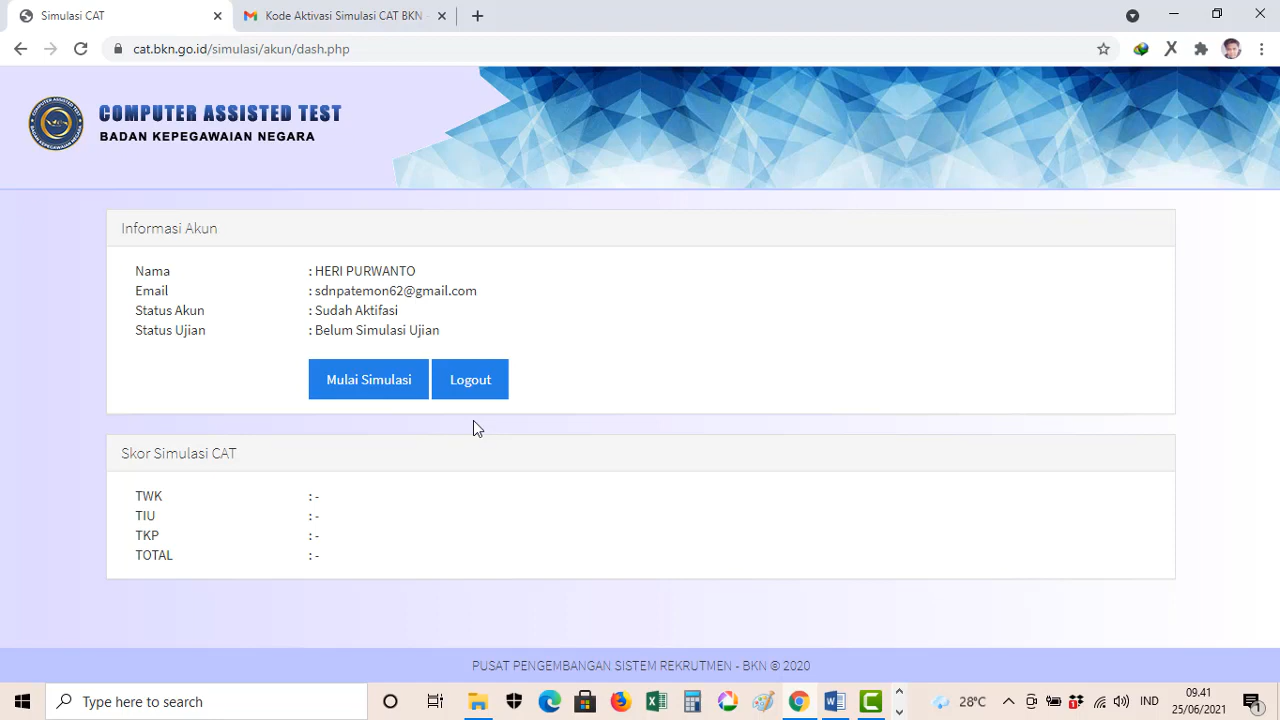 Simulasi CAT
Kode Aktivasi Simulasi CAT BKN -
cat.bkn.go.id/simulasi/akun/dash.php
COMPUTER ASSISTED TEST
BADAN KEPEGAWAIAN NEGARA
Informasi Akun
Nama : HERI PURWANTO
Email : sdnpatemon62@gmail.com
Status Akun : Sudah Aktifasi
Status Ujian : Belum Simulasi Ujian
Mulai Simulasi Logout
Skor Simulasi CAT
TWK : -
TIU : -
TKP : -
TOTAL : -
PUSAT PENGEMBANGAN SISTEM REKRUTMEN - BKN © 2020
Type here to search
28°C
IND
09.41
25/06/2021